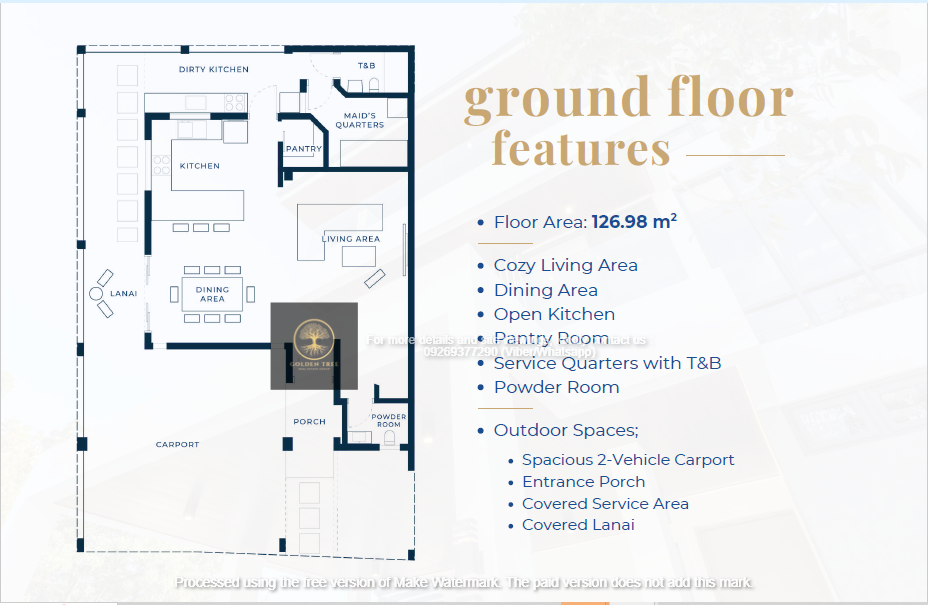 ground floor
features
Floor Area: 126.98 m²
Cozy Living Area
Dining Area
Open Kitchen
Pantry Room
Service Quarters with T&B
Powder Room
Outdoor Spaces;
Spacious 2-Vehicle Carport
Entrance Porch
Covered Service Area
Covered Lanai
DIRTY KITCHEN
T&B
MAID'S
QUARTERS
PANTRY
KITCHEN
LIVING AREA
LANAI
DINING
AREA
GOLDEN TREE
PORCH
POWDER
ROOM
CARPORT
For more details and
09269377290 (Viber/Whatsapp)
Processed using the free version of Make Watermark. The paid version does not add this mark.